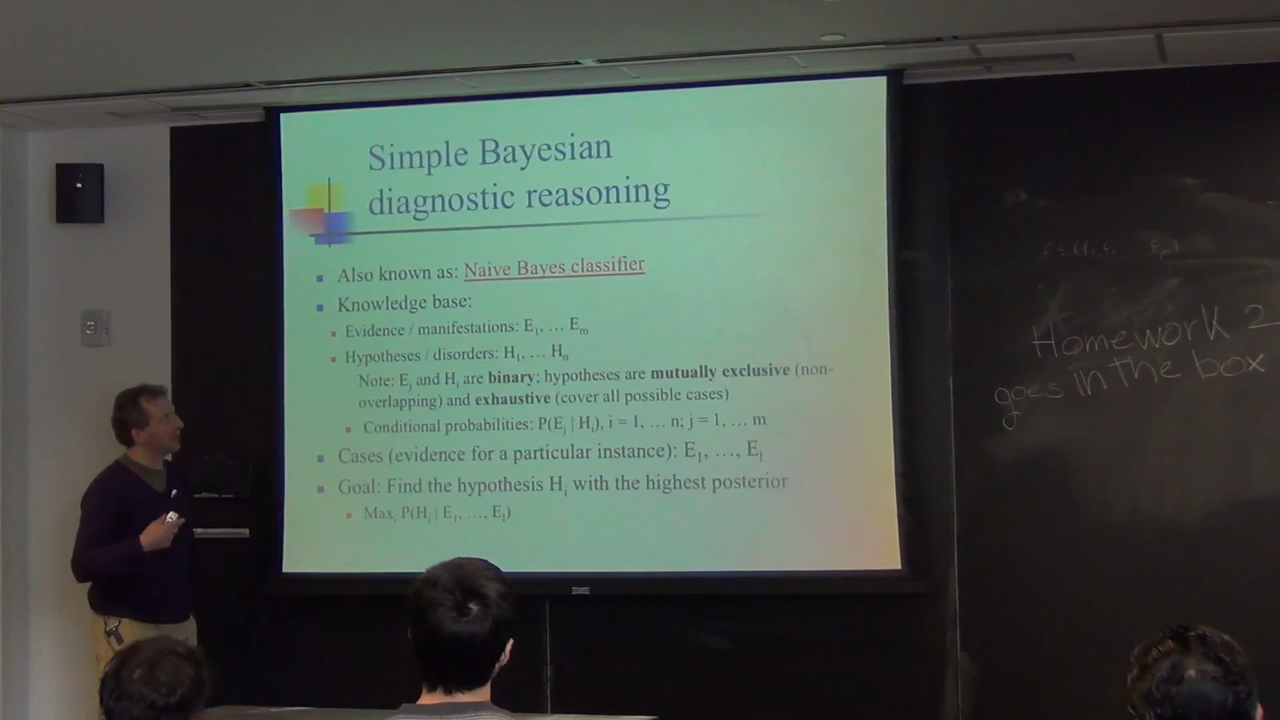 Simple Bayesian
diagnostic reasoning
Also known as: Naive Bayes classifier
Knowledge base:
Evidence / manifestations: E₁, … Eₘ
Hypotheses / disorders: H₁, … Hₙ
Note: Eⱼ and Hᵢ are binary; hypotheses are mutually exclusive (non-
overlapping) and exhaustive (cover all possible cases)
Conditional probabilities: P(Eⱼ | Hᵢ), i = 1, … n; j = 1, … m
Cases (evidence for a particular instance): E₁, …, Eₗ
Goal: Find the hypothesis Hᵢ with the highest posterior
Maxᵢ P(Hᵢ | E₁, …, Eₗ)
Homework 2
goes in the box